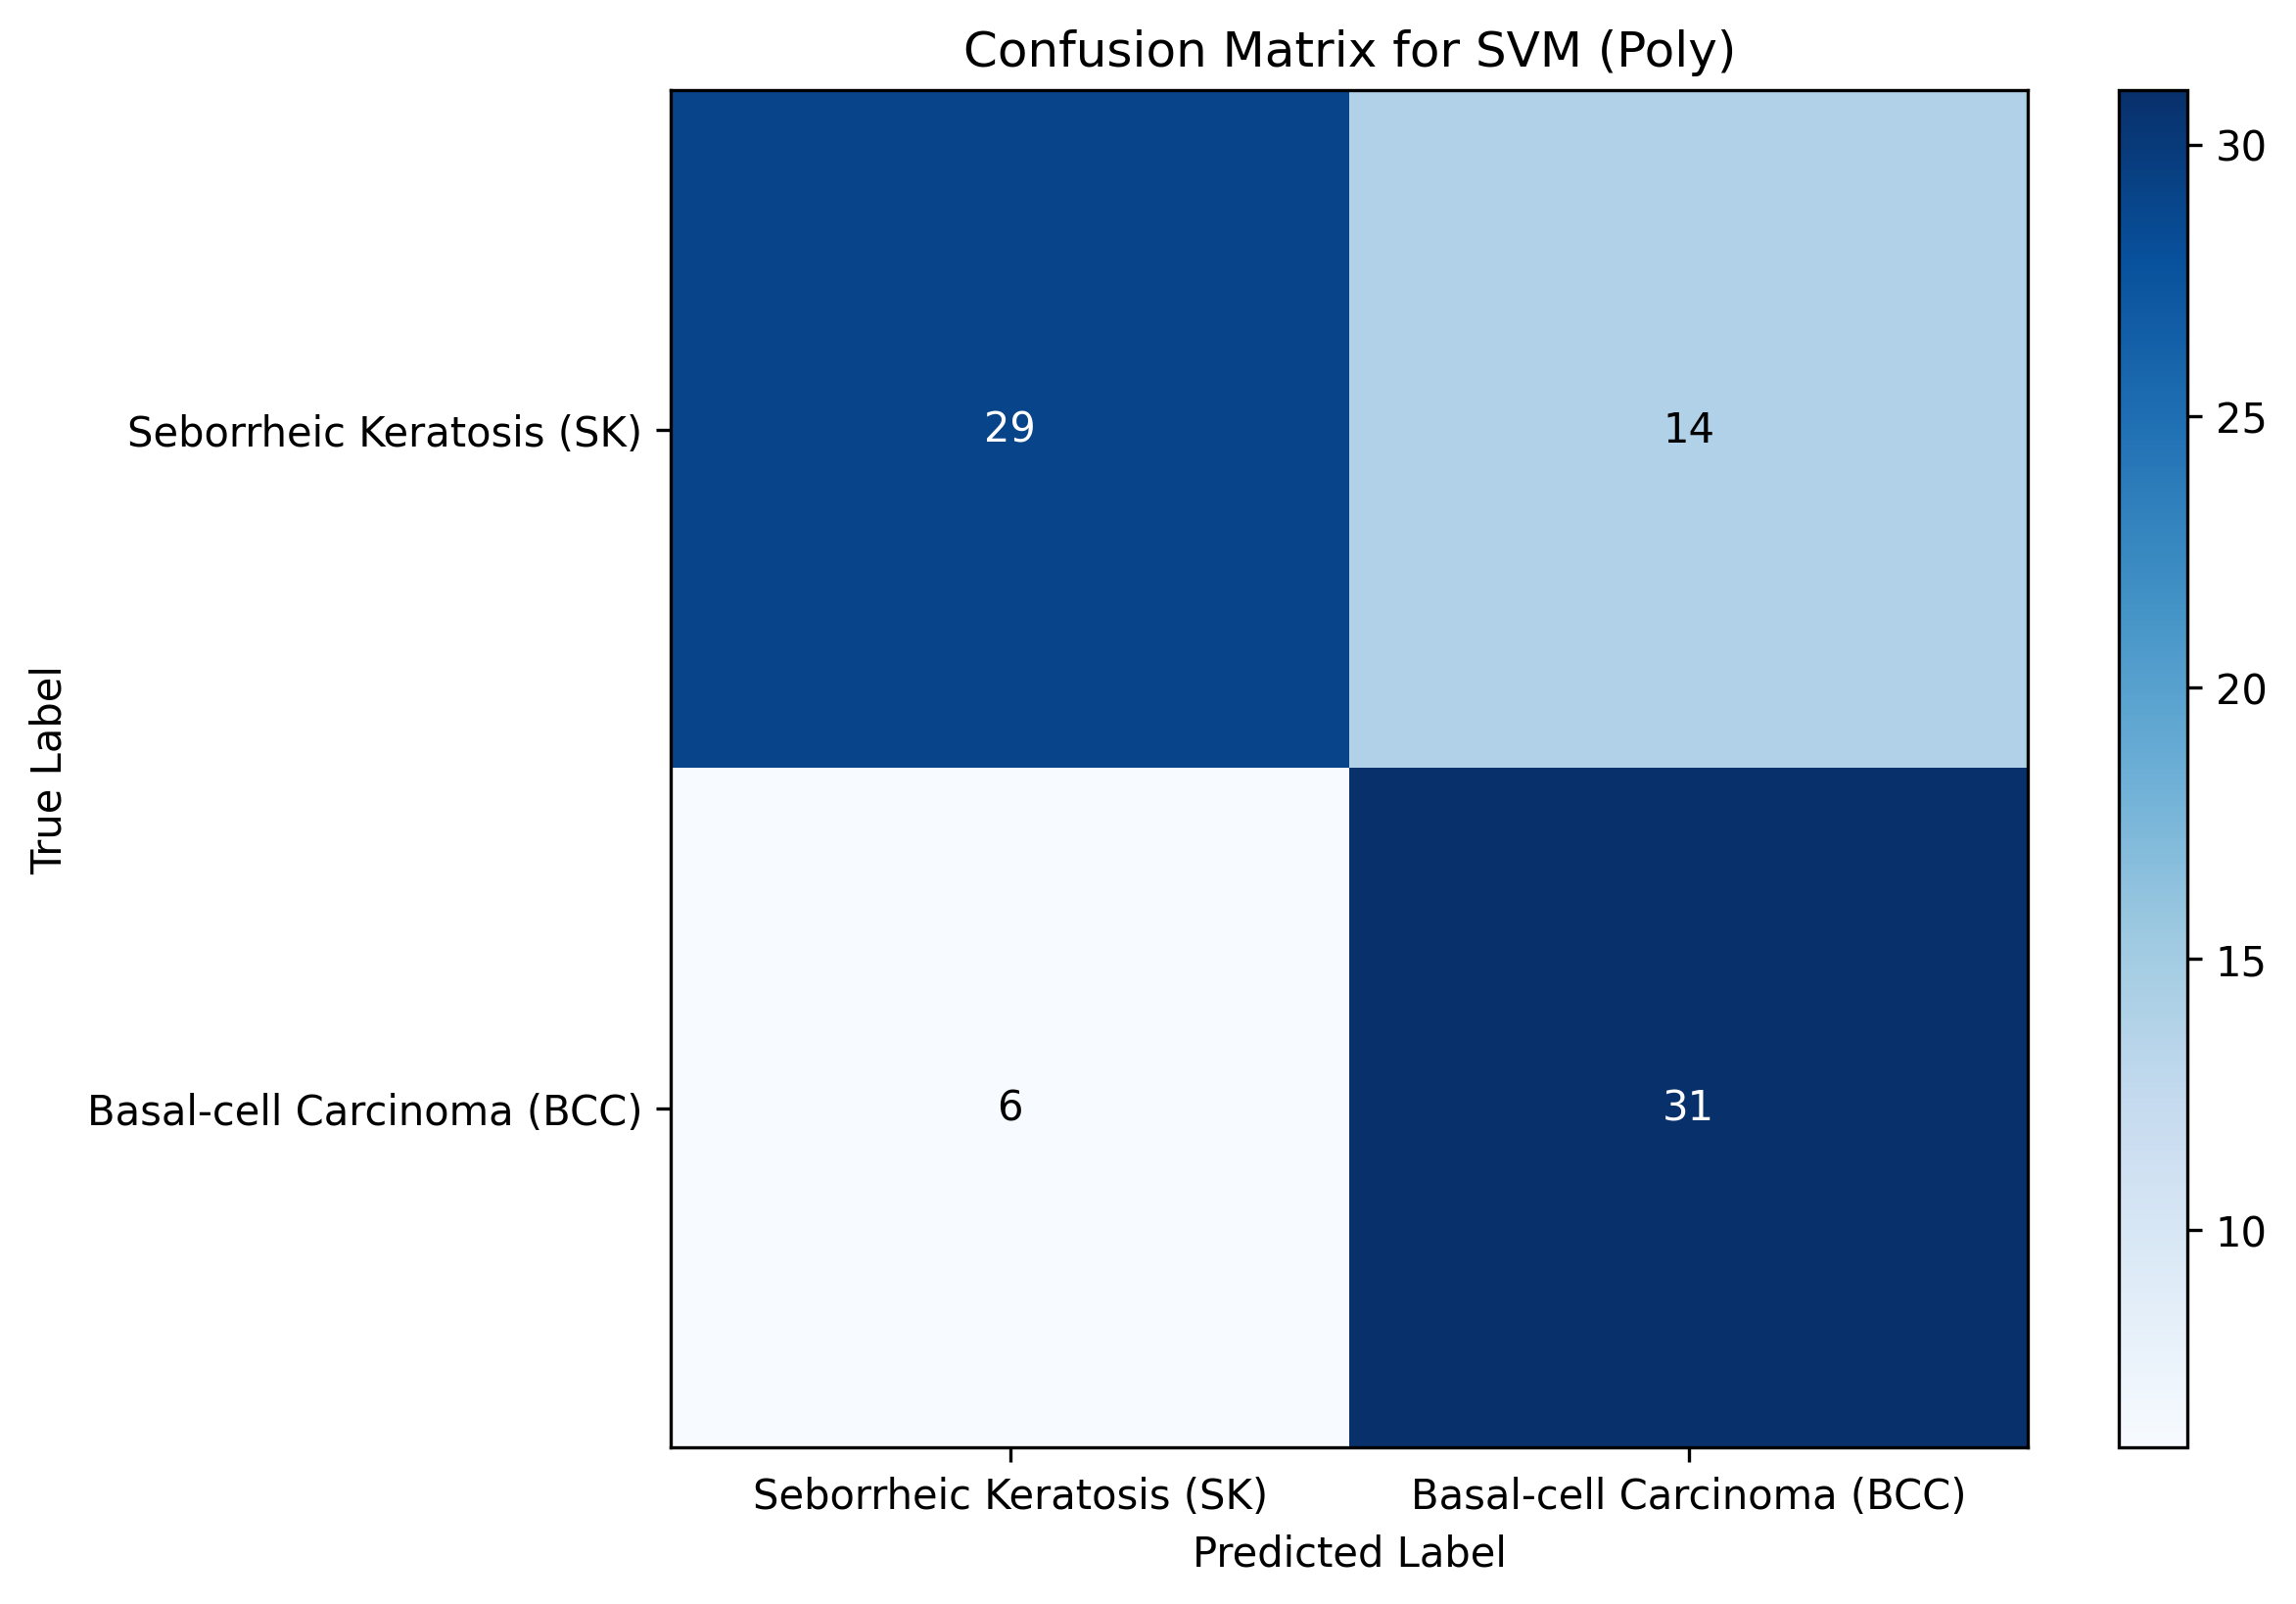 Confusion Matrix for SVM (Poly)
True Label
Seborrheic Keratosis (SK)
29
14
Basal-cell Carcinoma (BCC)
6
31
Seborrheic Keratosis (SK)
Basal-cell Carcinoma (BCC)
Predicted Label
30
25
20
15
10